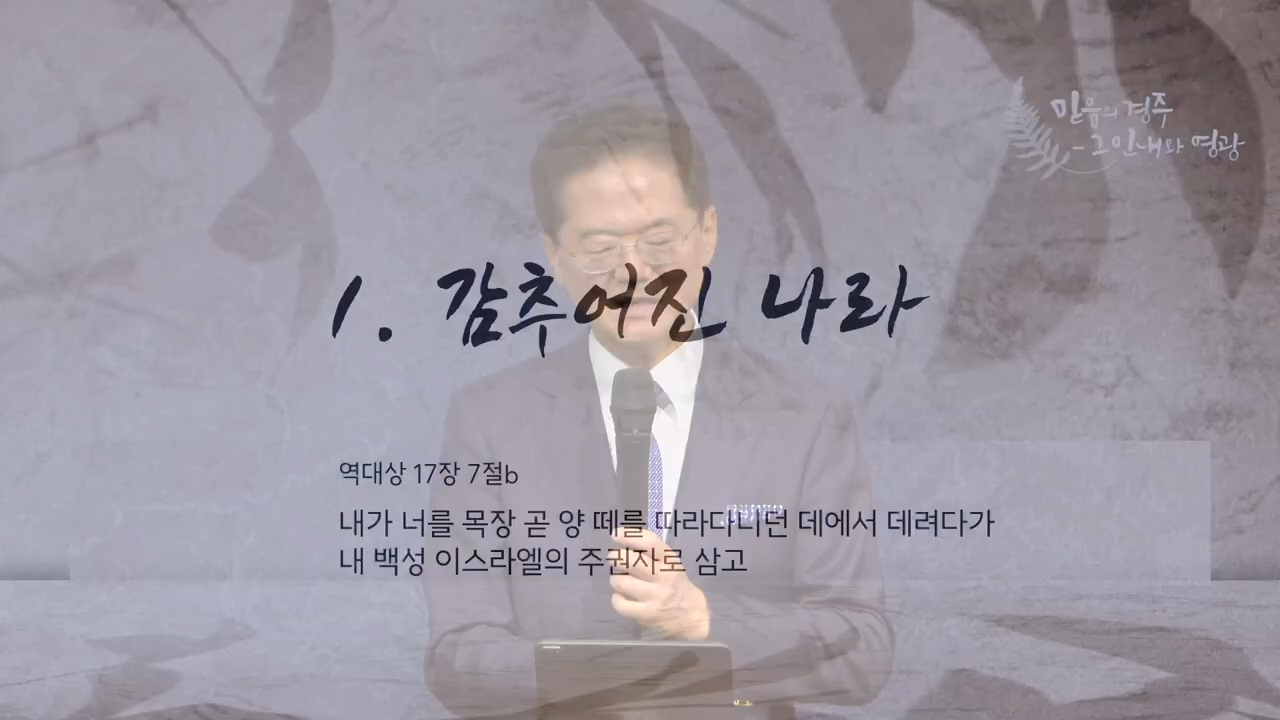 믿음의 경주
- 그 인내와 영광
1. 감추어진 나라
역대상 17장 7절b
내가 너를 목장 곧 양 떼를 따라다니던 데에서 데려다가
내 백성 이스라엘의 주권자로 삼고